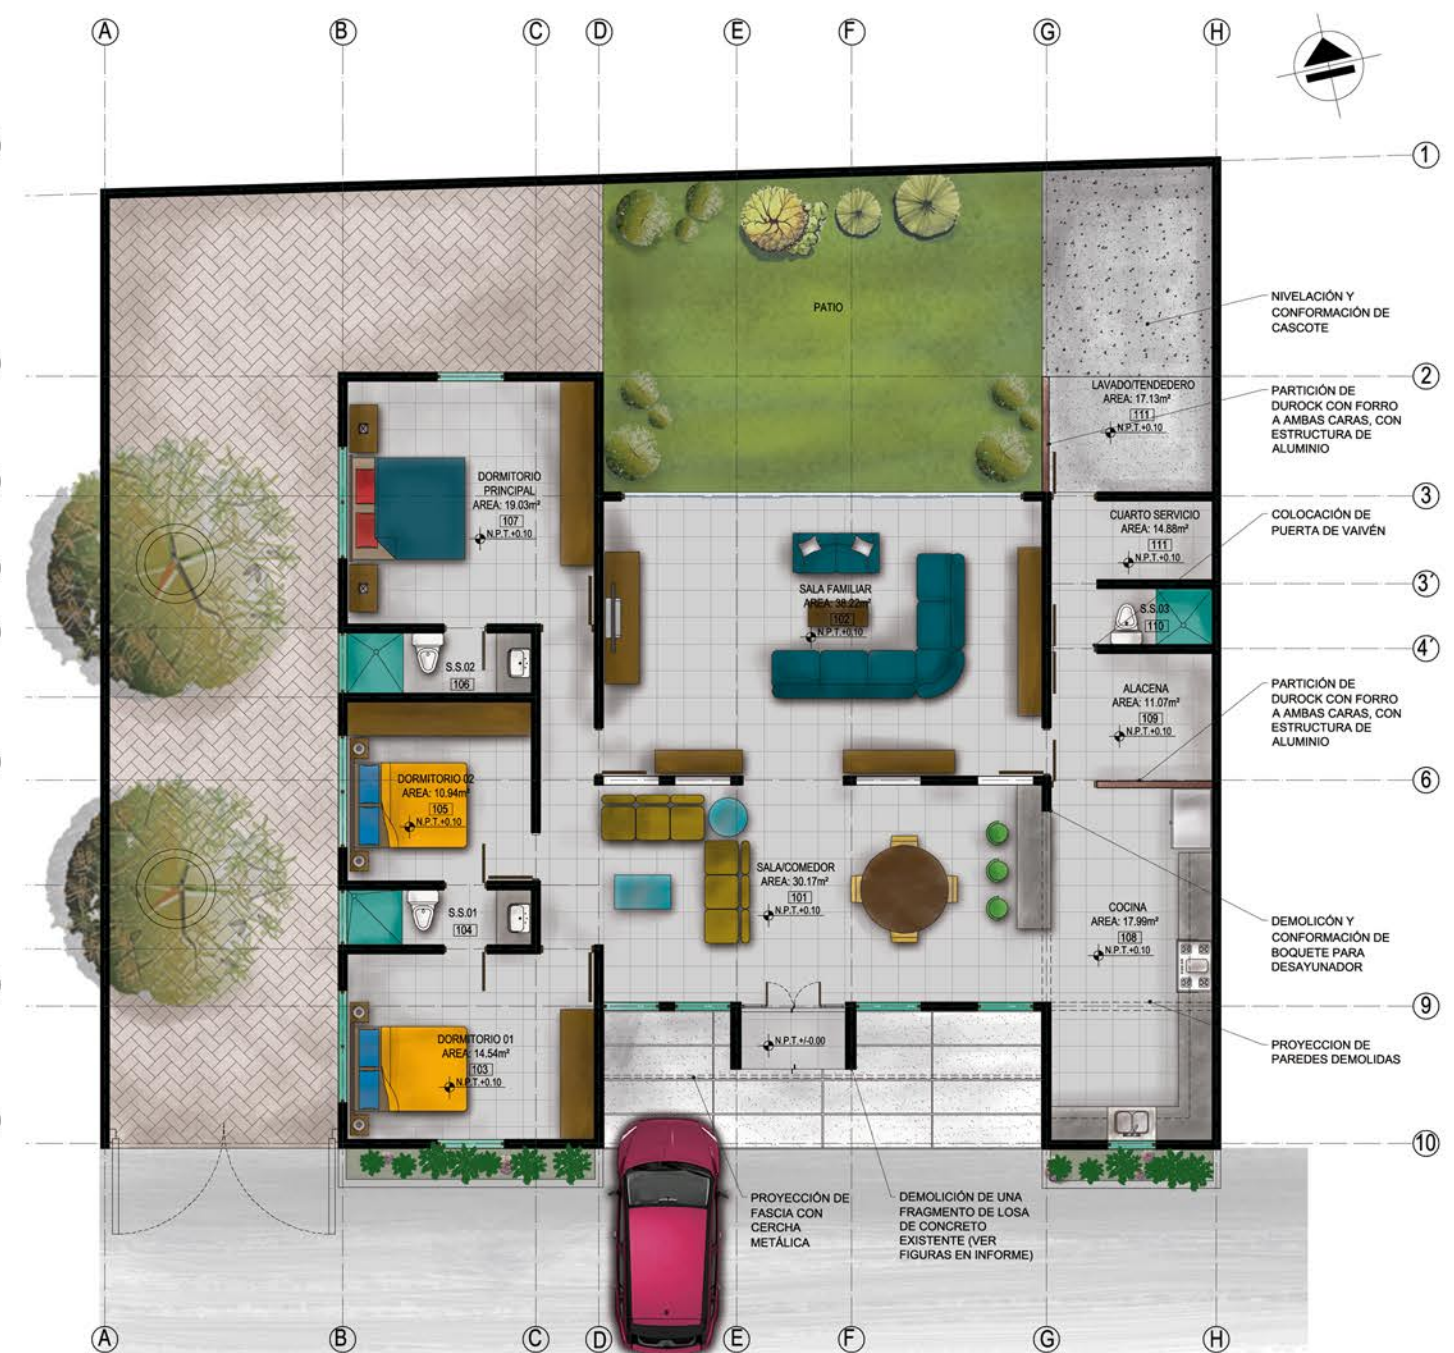 A B C D E F G H
1
NIVELACIÓN Y
CONFORMACIÓN DE
CASCOTE
PATIO
2
LAVADO/TENDEDERO
AREA: 17.13m²
111
N.P.T.+0.10
PARTICIÓN DE
DUROCK CON FORRO
A AMBAS CARAS, CON
ESTRUCTURA DE
ALUMINIO
DORMITORIO
PRINCIPAL
AREA: 19.03m²
107
N.P.T.+0.10
3
CUARTO SERVICIO
AREA: 14.88m²
111
N.P.T.+0.10
COLOCACIÓN DE
PUERTA DE VAIVÉN
3´
SALA FAMILIAR
AREA: 38.22m²
102
N.P.T.+0.10
S.S.03
110
4´
S.S.02
106
ALACENA
AREA: 11.07m²
109
N.P.T.+0.10
PARTICIÓN DE
DUROCK CON FORRO
A AMBAS CARAS, CON
ESTRUCTURA DE
ALUMINIO
6
DORMITORIO 02
AREA: 10.94m²
105
N.P.T.+0.10
SALA/COMEDOR
AREA: 30.17m²
101
N.P.T.+0.10
S.S.01
104
COCINA
AREA: 17.99m²
108
N.P.T.+0.10
DEMOLICÓN Y
CONFORMACIÓN DE
BOQUETE PARA
DESAYUNADOR
9
DORMITORIO 01
AREA: 14.54m²
103
N.P.T.+0.10
N.P.T.+/-0.00
PROYECCION DE
PAREDES DEMOLIDAS
10
PROYECCIÓN DE
FASCIA CON
CERCHA
METÁLICA
DEMOLICIÓN DE UNA
FRAGMENTO DE LOSA
DE CONCRETO
EXISTENTE (VER
FIGURAS EN INFORME)
A B C D E F G H